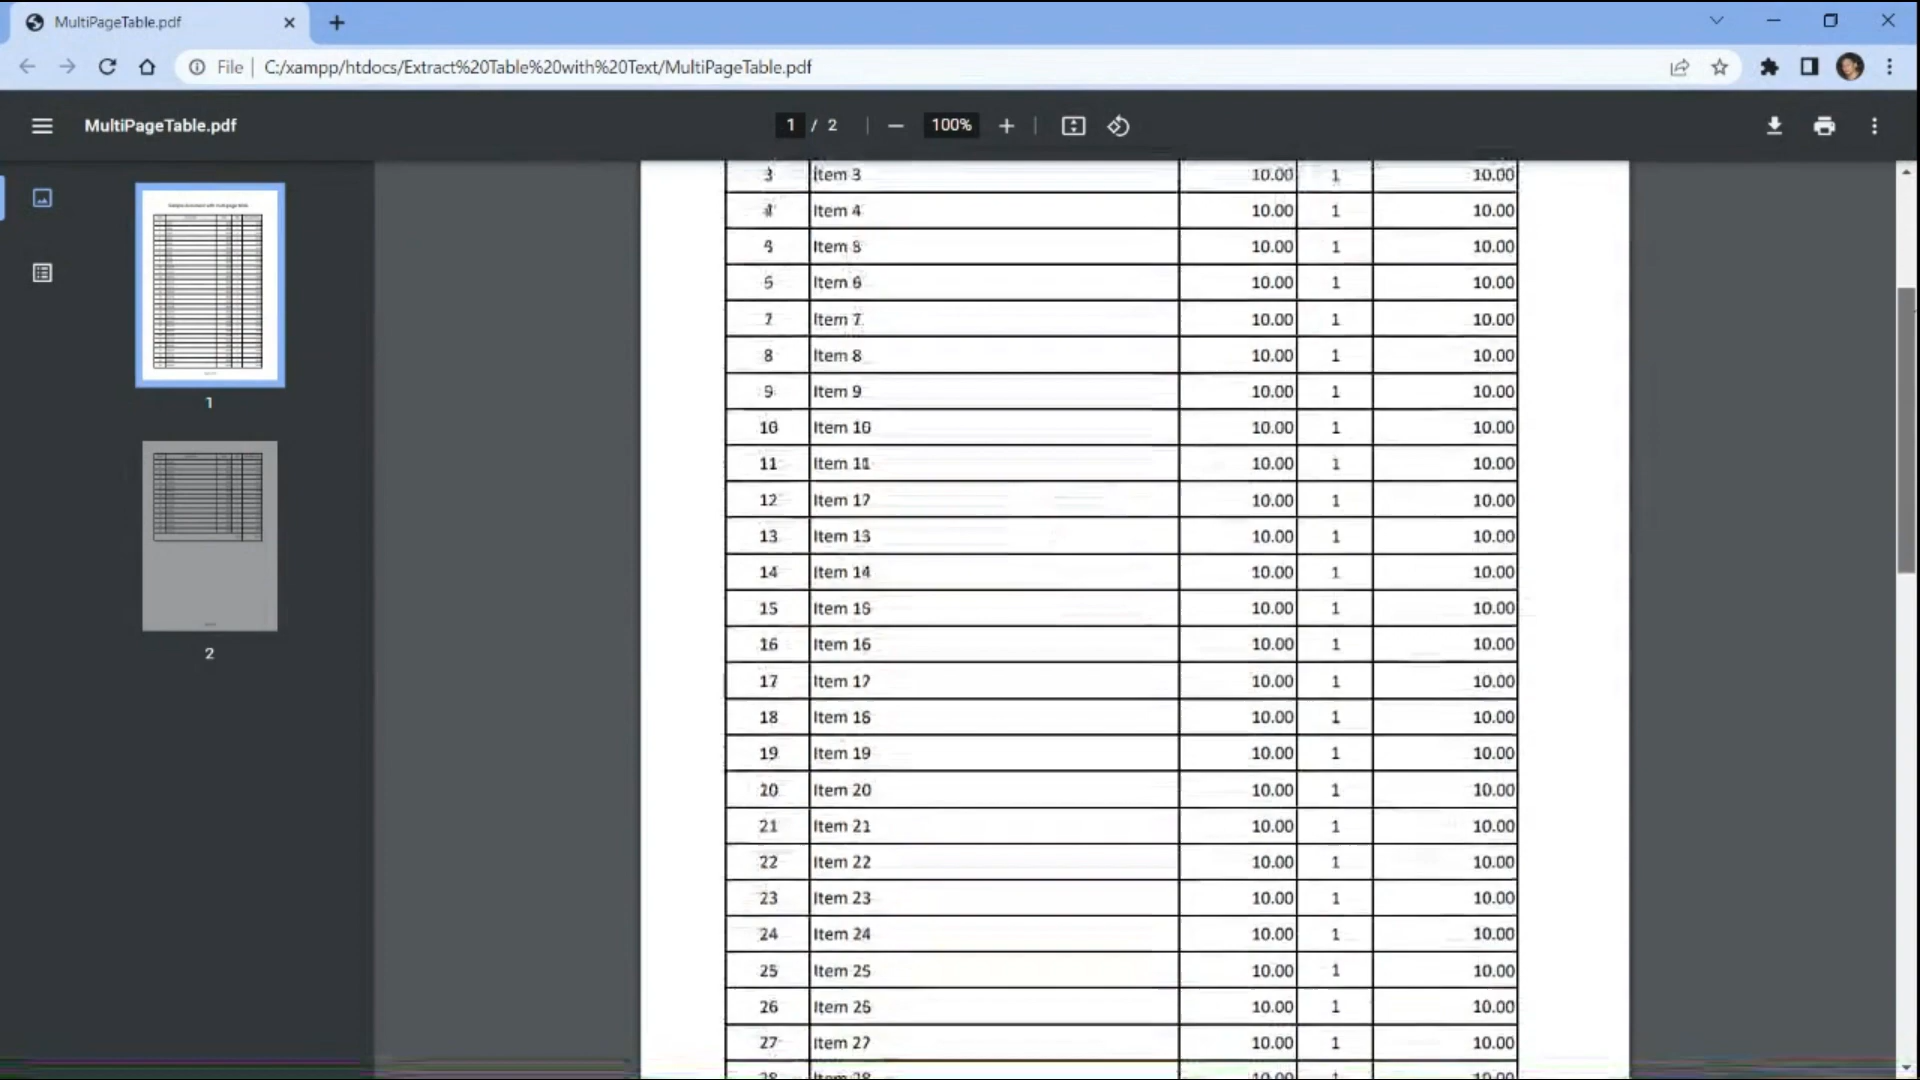 MultiPageTable.pdf
File C:/xampp/htdocs/Extract%20Table%20with%20Text/MultiPageTable.pdf
MultiPageTable.pdf 1 / 2 100%
1
2
3 Item 3 10.00 1 10.00
4 Item 4 10.00 1 10.00
Item 10.00 1 10.00
Item 6 10.00 1 10.00
7 Item 7 10.00 1 10.00
8 Item 8 10.00 1 10.00
9 Item 9 10.00 1 10.00
10 Item 10 10.00 1 10.00
11 Item 11 10.00 1 10.00
12 Item 17 10.00 1 10.00
13 Item 13 10.00 1 10.00
14 Item 14 10.00 1 10.00
15 Item 15 10.00 1 10.00
16 Item 16 10.00 1 10.00
17 Item 17 10.00 1 10.00
18 Item 16 10.00 1 10.00
19 Item 19 10.00 1 10.00
20 Item 20 10.00 1 10.00
21 Item 21 10.00 1 10.00
22 Item 22 10.00 1 10.00
23 Item 23 10.00 1 10.00
24 Item 24 10.00 1 10.00
25 Item 25 10.00 1 10.00
26 Item 26 10.00 1 10.00
27 Item 27 10.00 1 10.00